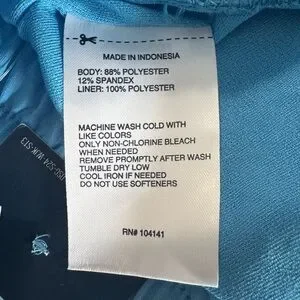 MADE IN INDONESIA
BODY: 88% POLYESTER
12% SPANDEX
LINER: 100% POLYESTER
MACHINE WASH COLD WITH
LIKE COLORS
ONLY NON-CHLORINE BLEACH
WHEN NEEDED
REMOVE PROMPTLY AFTER WASH
TUMBLE DRY LOW
COOL IRON IF NEEDED
DO NOT USE SOFTENERS
RN# 104141